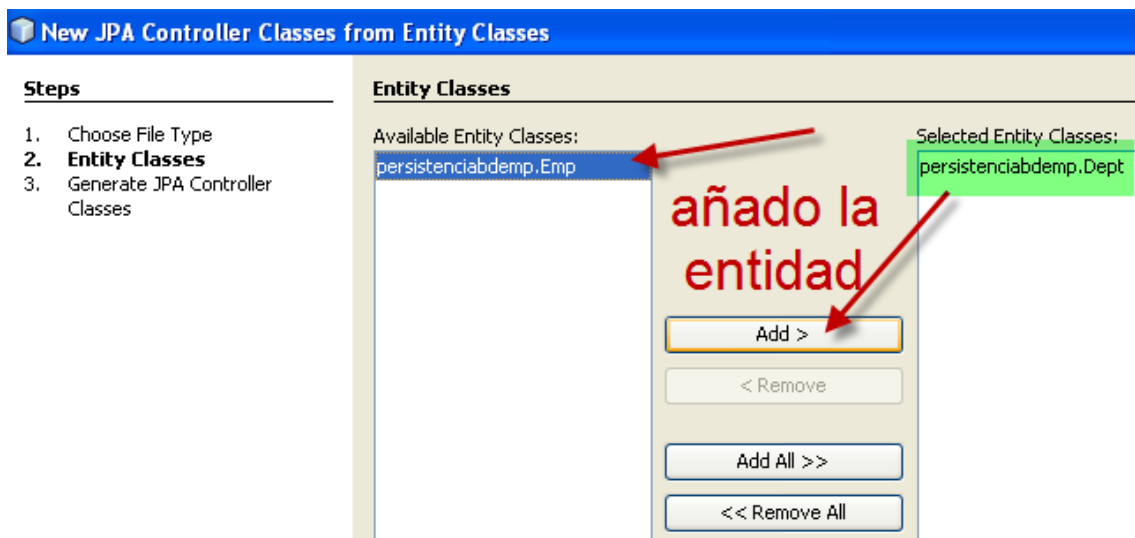 New JPA Controller Classes from Entity Classes
Steps
1. Choose File Type
2. Entity Classes
3. Generate JPA Controller
Classes
Entity Classes
Available Entity Classes:
persistenciabdemp.Emp
añado la
entidad
Add >
< Remove
Add All >>
<< Remove All
Selected Entity Classes:
persistenciabdemp.Dept